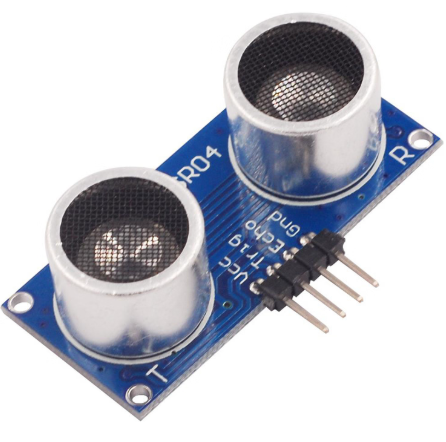 SR04
R
Gnd
Echo
Trig
Vcc
T